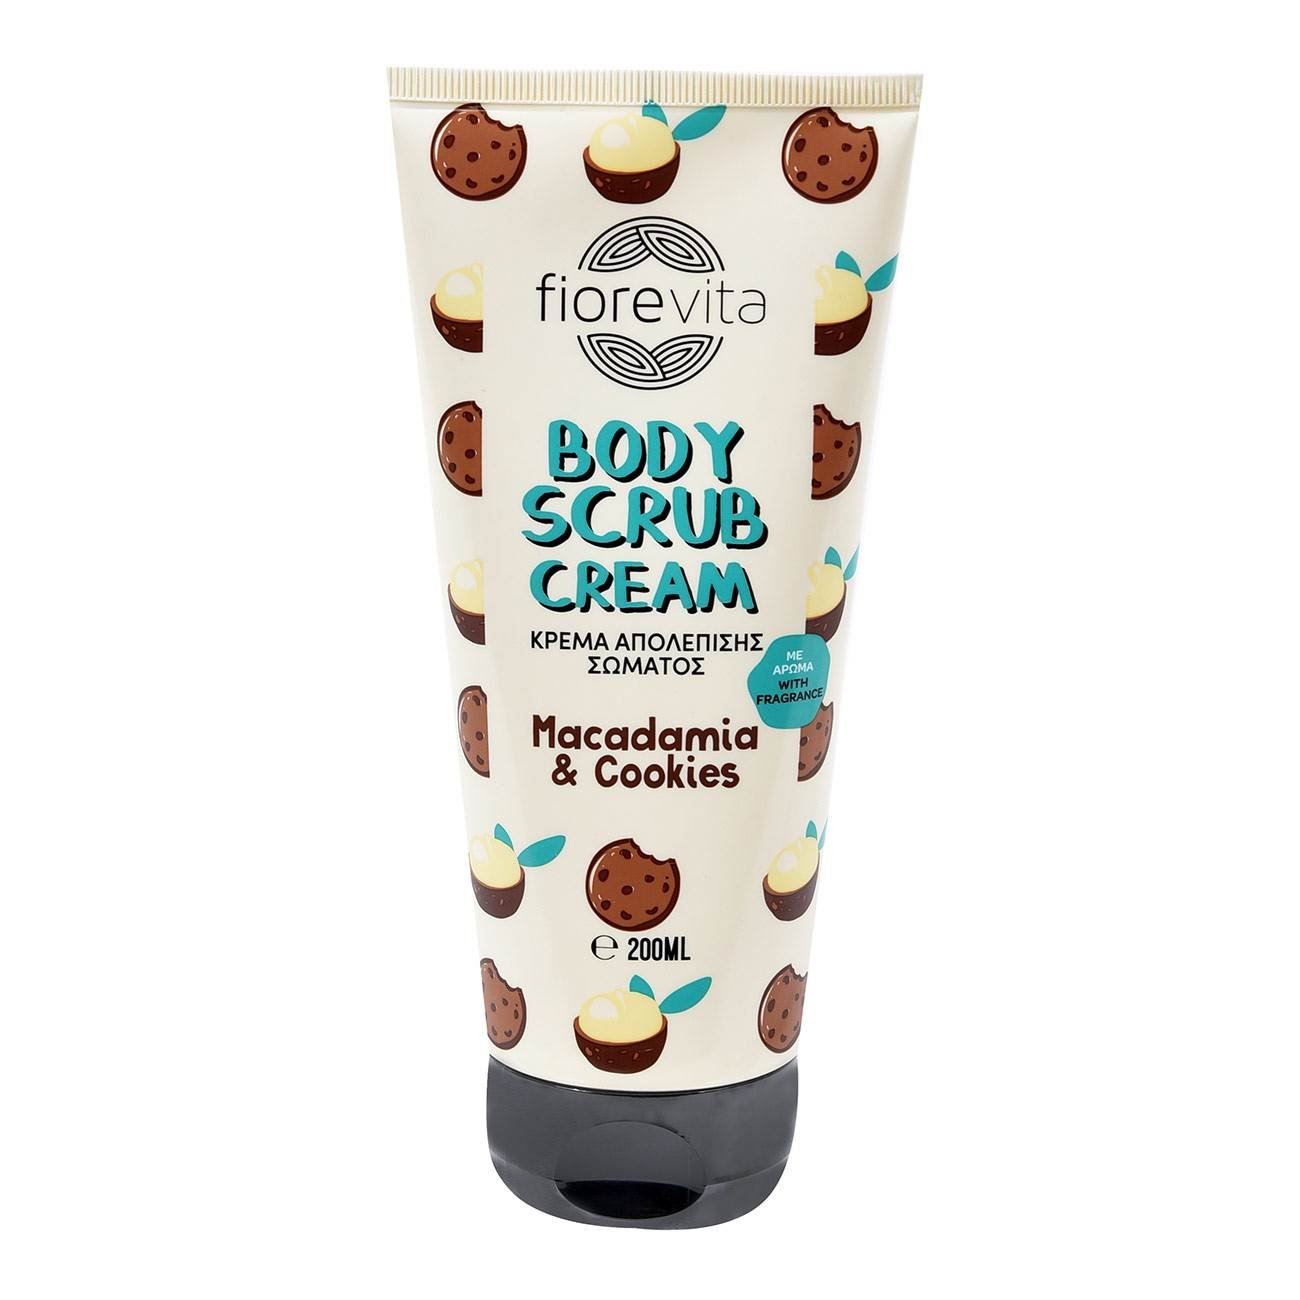 fiorevita
BODY
SCRUB
CREAM
ΚΡΕΜΑ ΑΠΟΛΕΠΙΣΗΣ
ΣΩΜΑΤΟΣ
ΜΕ
ΑΡΩΜΑ
WITH
FRAGRANCE
Macadamia
& Cookies
℮ 200ML